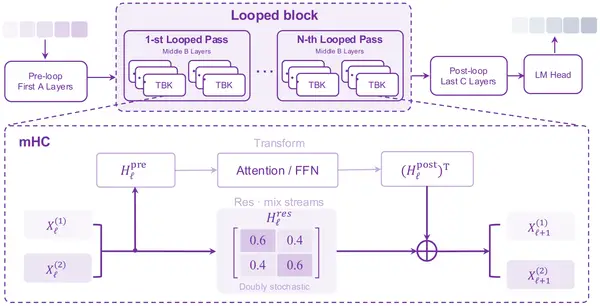 Looped block
1-st Looped Pass
Middle B Layers
TBK
TBK
...
N-th Looped Pass
Middle B Layers
TBK
TBK
Pre-loop
First A Layers
Post-loop
Last C Layers
LM Head
mHC
Transform
H_ℓ^pre
Attention / FFN
(H_ℓ^post)^T
Res · mix streams
H_ℓ^res
0.6 0.4
0.4 0.6
Doubly stochastic
X_ℓ^(1)
X_ℓ^(2)
X_ℓ+1^(1)
X_ℓ+1^(2)